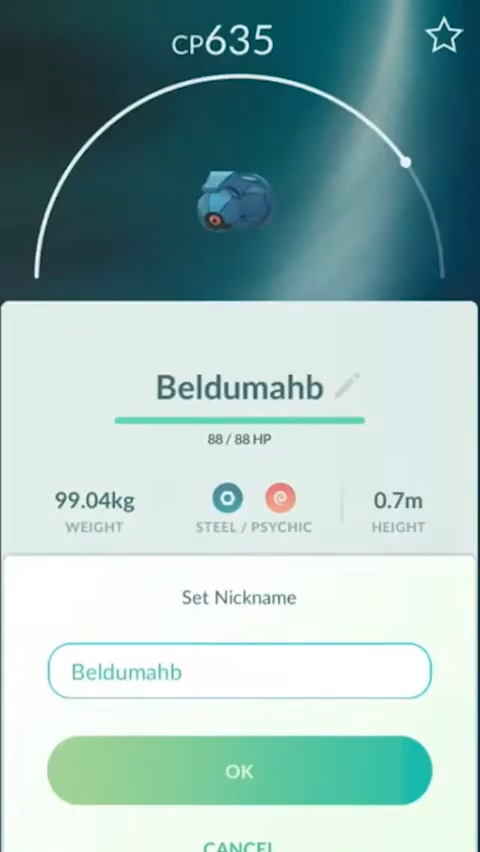 CP635
Beldumahb
88 / 88 HP
99.04kg
WEIGHT
STEEL / PSYCHIC
0.7m
HEIGHT
Set Nickname
Beldumahb
OK
CANCEL